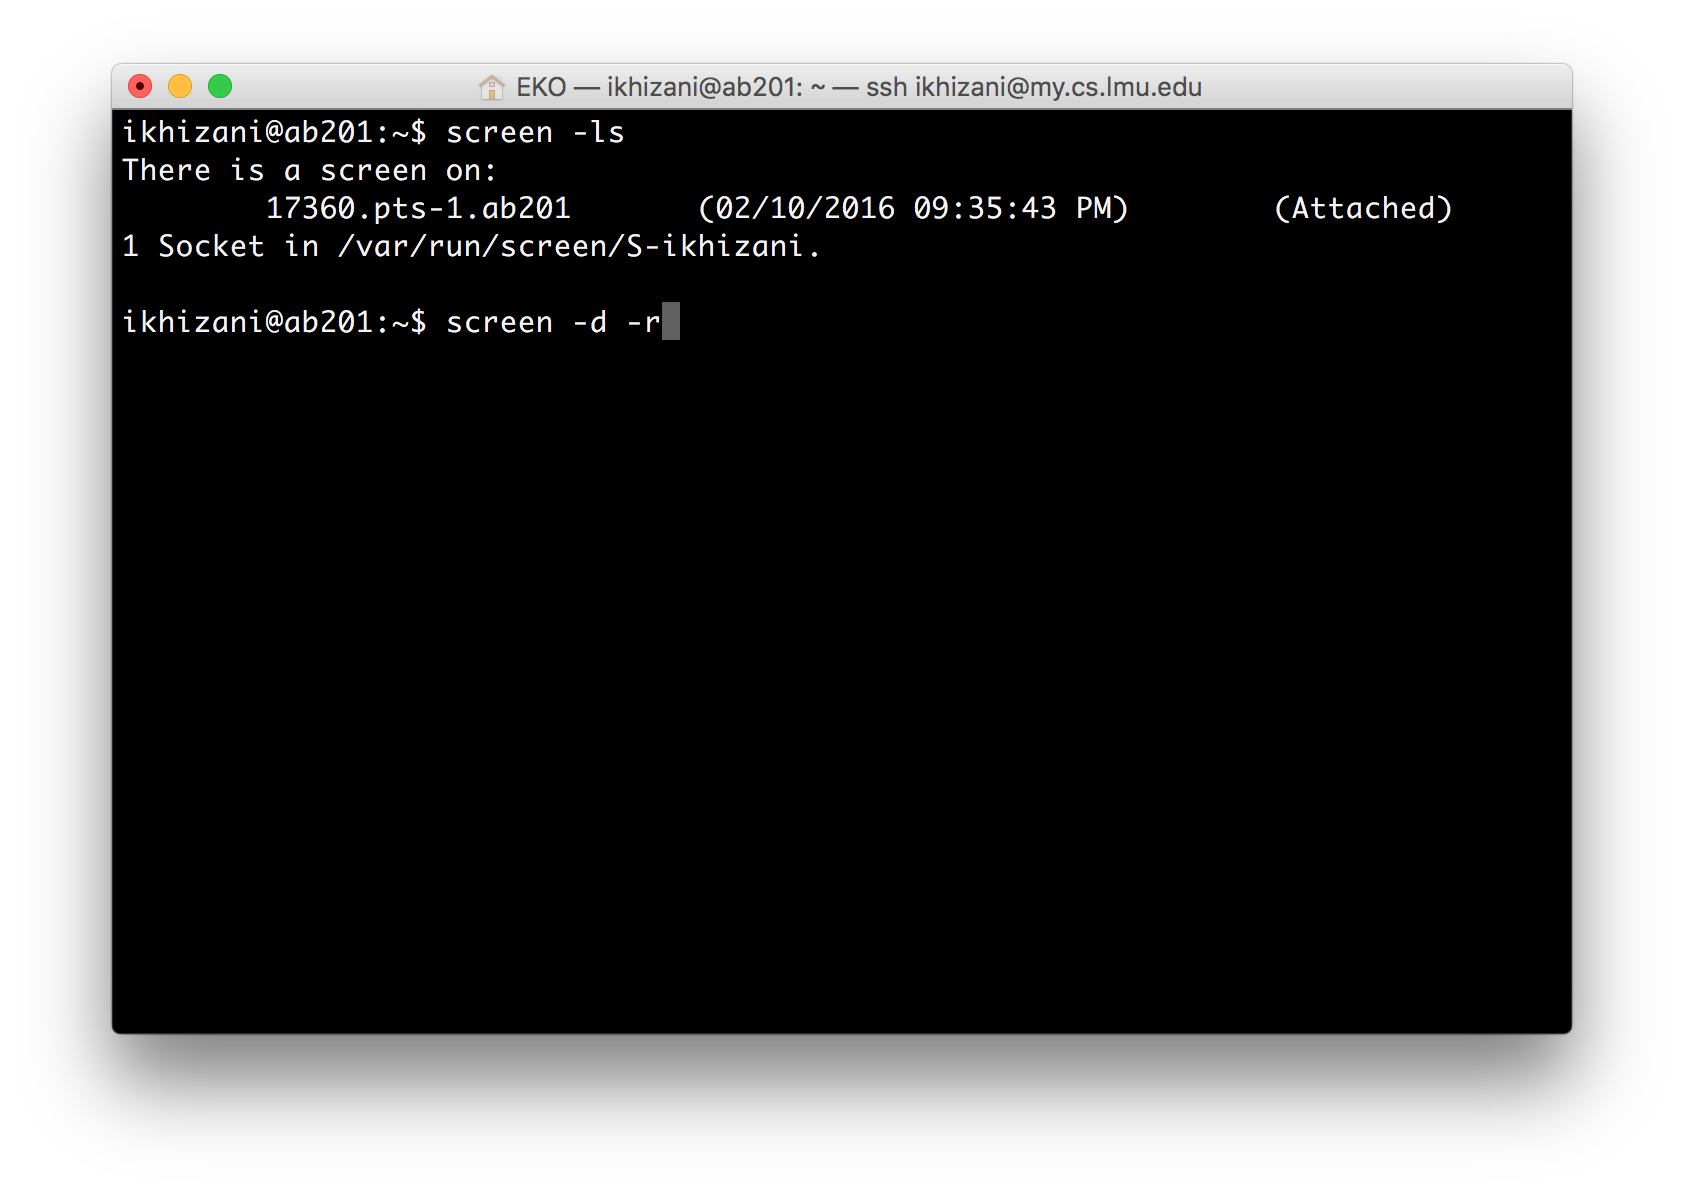 EKO — ikhizani@ab201: ~ — ssh ikhizani@my.cs.lmu.edu
ikhizani@ab201:~$ screen -ls
There is a screen on:
        17360.pts-1.ab201       (02/10/2016 09:35:43 PM)        (Attached)
1 Socket in /var/run/screen/S-ikhizani.
ikhizani@ab201:~$ screen -d -r